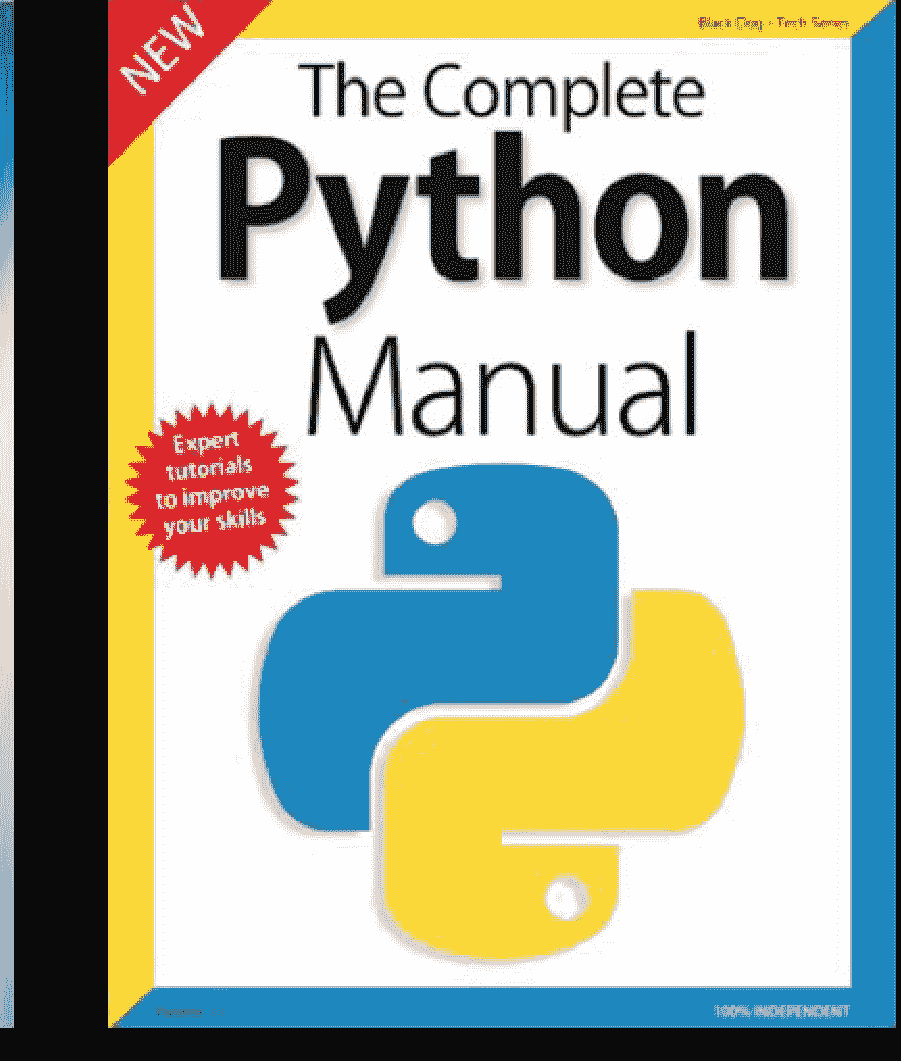 NEW
Black Dog - Tech Series
The Complete
Python
Manual
Expert
tutorials
to improve
your skills
100% INDEPENDENT